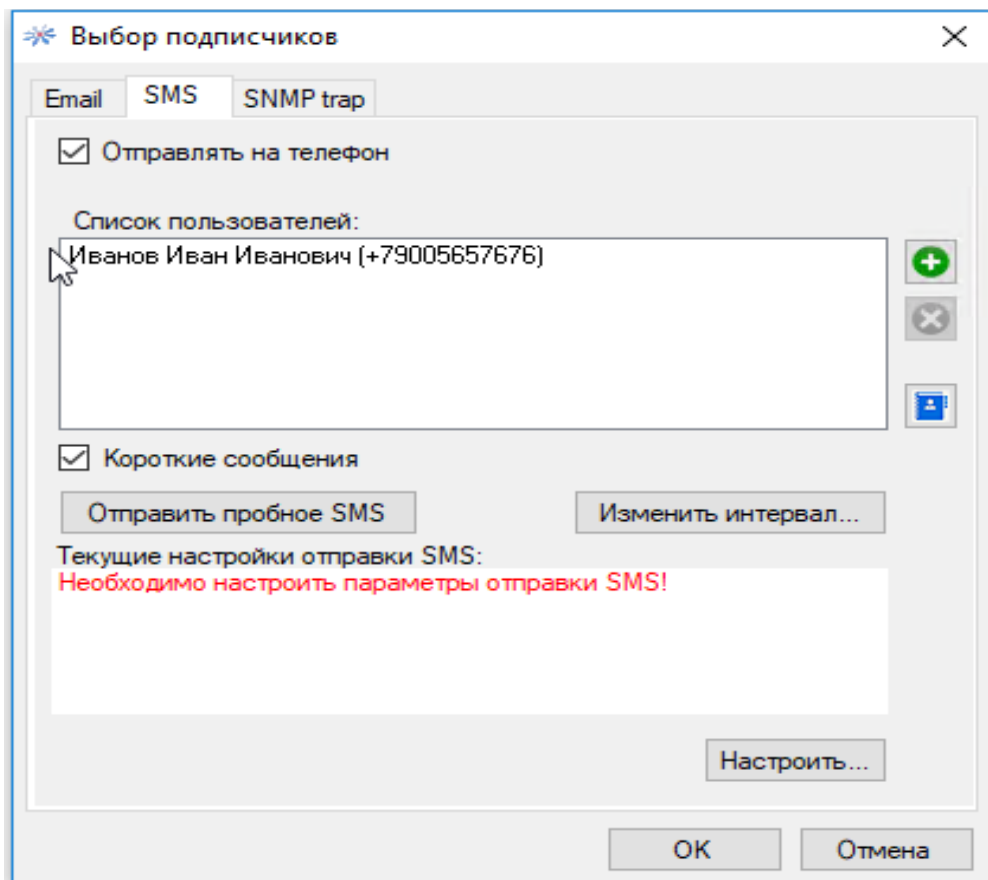 Выбор подписчиков
Email SMS SNMP trap
Отправлять на телефон
Список пользователей:
Иванов Иван Иванович (+79005657676)
Короткие сообщения
Отправить пробное SMS Изменить интервал...
Текущие настройки отправки SMS:
Необходимо настроить параметры отправки SMS!
Настроить...
OK Отмена